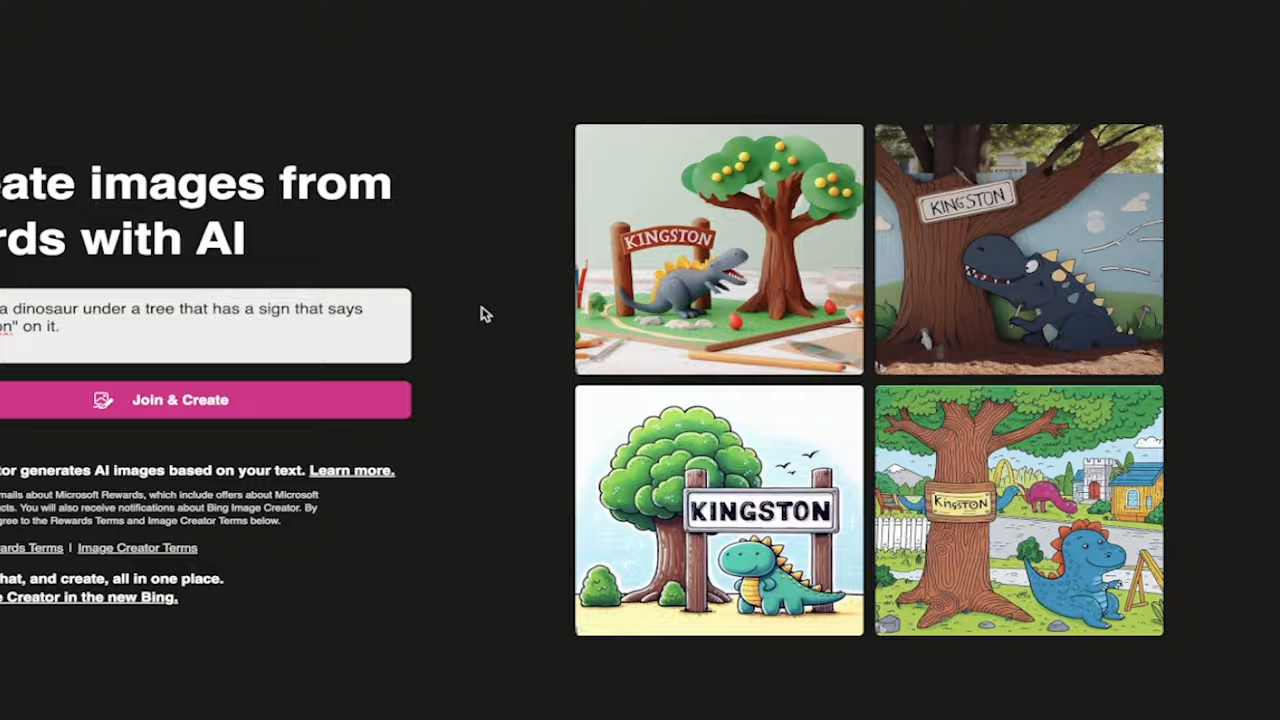 eate images from
rds with AI
a dinosaur under a tree that has a sign that says
on" on it.
Join & Create
tor generates AI images based on your text. Learn more.
mails about Microsoft Rewards, which include offers about Microsoft
cts. You will also receive notifications about Bing Image Creator. By
gree to the Rewards Terms and Image Creator Terms below.
wards Terms | Image Creator Terms
hat, and create, all in one place.
e Creator in the new Bing.
KINGSTON
KINGSTON
KINGSTON
KINGSTON